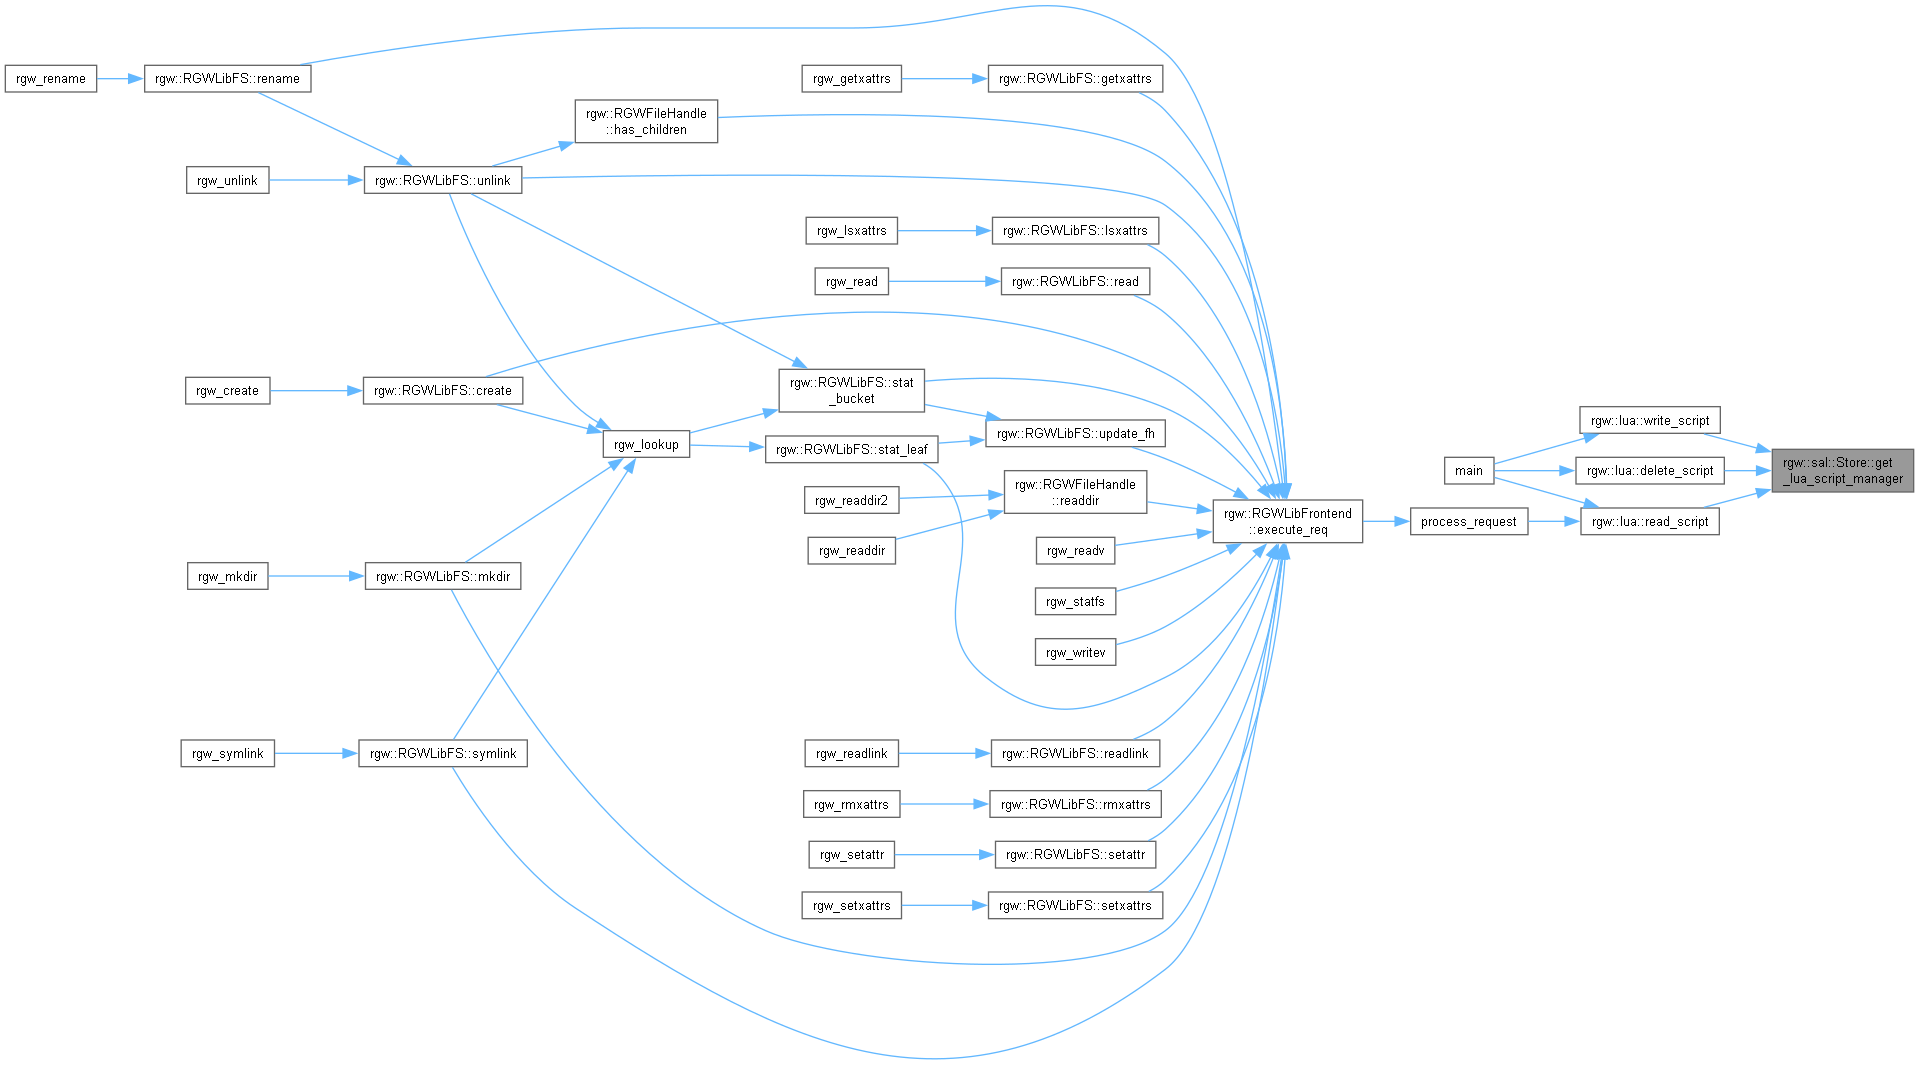 rgw_rename
rgw::RGWLibFS::rename
rgw_getxattrs
rgw::RGWLibFS::getxattrs
rgw::RGWFileHandle
::has_children
rgw_unlink
rgw::RGWLibFS::unlink
rgw_lsxattrs
rgw::RGWLibFS::lsxattrs
rgw_read
rgw::RGWLibFS::read
rgw_create
rgw::RGWLibFS::create
rgw::RGWLibFS::stat
_bucket
rgw_lookup
rgw::RGWLibFS::stat_leaf
rgw::RGWLibFS::update_fh
rgw_readdir2
rgw::RGWFileHandle
::readdir
rgw_readdir
rgw_readv
rgw::RGWLibFrontend
::execute_req
process_request
main
rgw::lua::write_script
rgw::lua::delete_script
rgw::lua::read_script
rgw::sal::Store::get
_lua_script_manager
rgw_mkdir
rgw::RGWLibFS::mkdir
rgw_statfs
rgw_writev
rgw_symlink
rgw::RGWLibFS::symlink
rgw_readlink
rgw::RGWLibFS::readlink
rgw_rmxattrs
rgw::RGWLibFS::rmxattrs
rgw_setattr
rgw::RGWLibFS::setattr
rgw_setxattrs
rgw::RGWLibFS::setxattrs